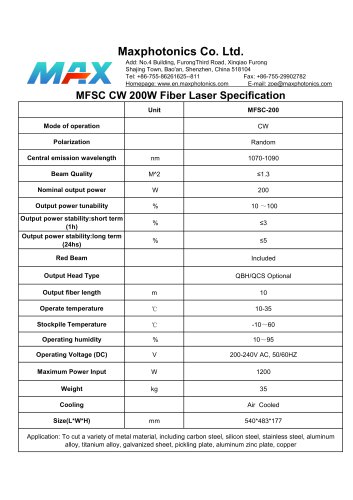 Maxphotonics Co. Ltd.
MAX
Add: No.4 Building, FurongThird Road, Xinqiao Furong
Shajing Town, Bao'an, Shenzhen, China 518104
Tel: +86-755-86261625--811 Fax: +86-755-29902782
Homepage: www.en.maxphotonics.com E-mail: zoe@maxphotonics.com
MFSC CW 200W Fiber Laser Specification
Unit MFSC-200
Mode of operation CW
Polarization Random
Central emission wavelength nm 1070-1090
Beam Quality M^2 ≤1.3
Nominal output power W 200
Output power tunability % 10 ~100
Output power stability:short term
(1h) % ≤3
Output power stability:long term
(24hs) % ≤5
Red Beam Included
Output Head Type QBH/QCS Optional
Output fiber length m 10
Operate temperature ℃ 10-35
Stockpile Temperature ℃ -10~60
Operating humidity % 10~95
Operating Voltage (DC) V 200-240V AC, 50/60HZ
Maximum Power Input W 1200
Weight kg 35
Cooling Air Cooled
Size(L*W*H) mm 540*483*177
Application: To cut a variety of metal material, including carbon steel, silicon steel, stainless steel, aluminum
alloy, titanium alloy, galvanized sheet, pickling plate, aluminum zinc plate, copper